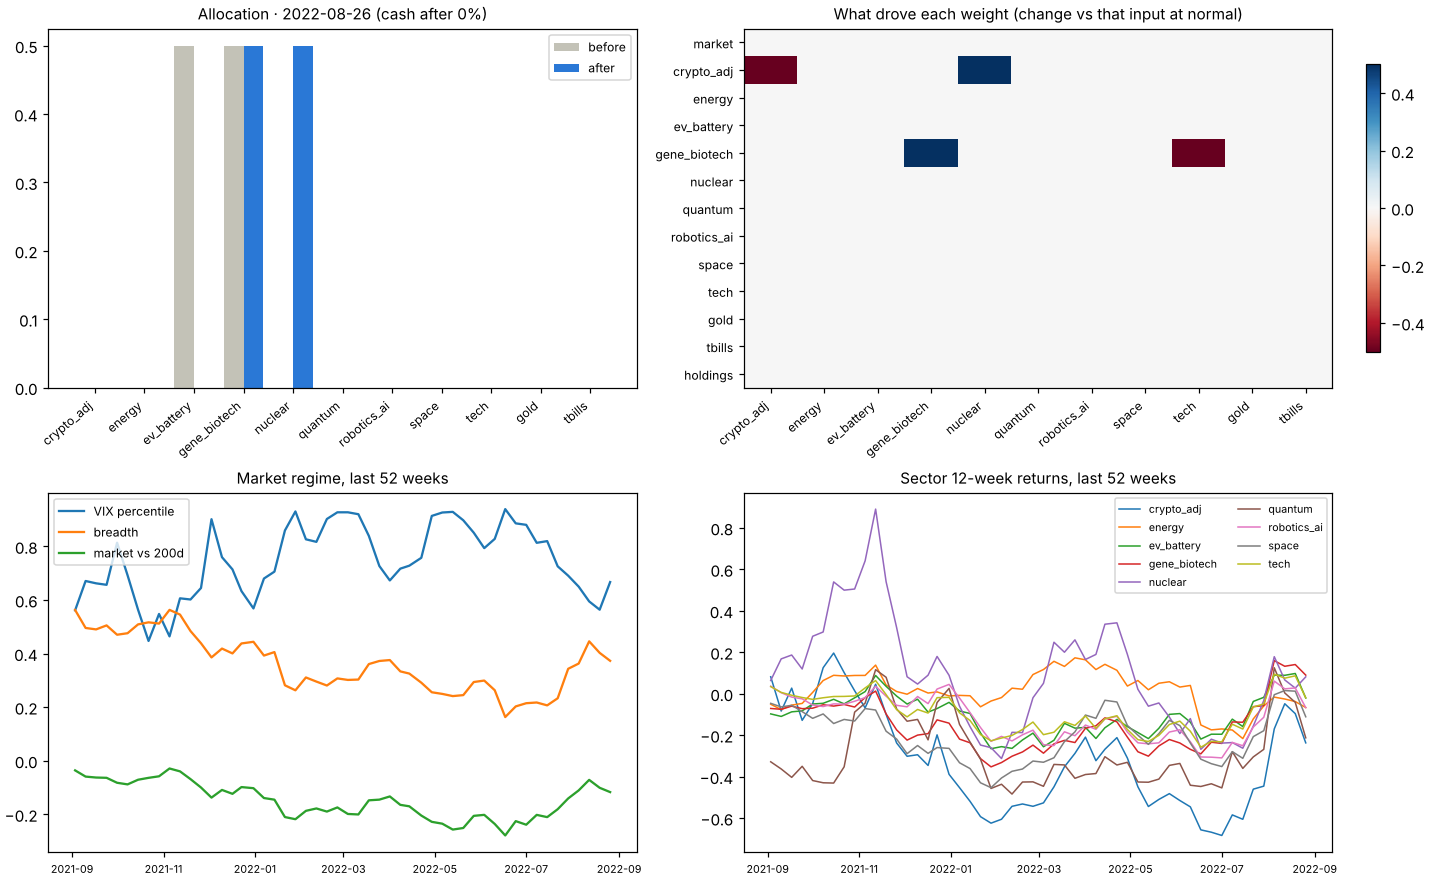 Allocation · 2022-08-26 (cash after 0%)
before
after
0.5
0.4
0.3
0.2
0.1
0.0
crypto_adj
energy
ev_battery
gene_biotech
nuclear
quantum
robotics_ai
space
tech
gold
tbills
What drove each weight (change vs that input at normal)
market
crypto_adj
energy
ev_battery
gene_biotech
nuclear
quantum
robotics_ai
space
tech
gold
tbills
holdings
crypto_adj
energy
ev_battery
gene_biotech
nuclear
quantum
robotics_ai
space
tech
gold
tbills
0.4
0.2
0.0
−0.2
−0.4
Market regime, last 52 weeks
VIX percentile
breadth
market vs 200d
0.8
0.6
0.4
0.2
0.0
−0.2
2021-09
2021-11
2022-01
2022-03
2022-05
2022-07
2022-09
Sector 12-week returns, last 52 weeks
crypto_adj
energy
ev_battery
gene_biotech
nuclear
quantum
robotics_ai
space
tech
0.8
0.6
0.4
0.2
0.0
−0.2
−0.4
−0.6
2021-09
2021-11
2022-01
2022-03
2022-05
2022-07
2022-09